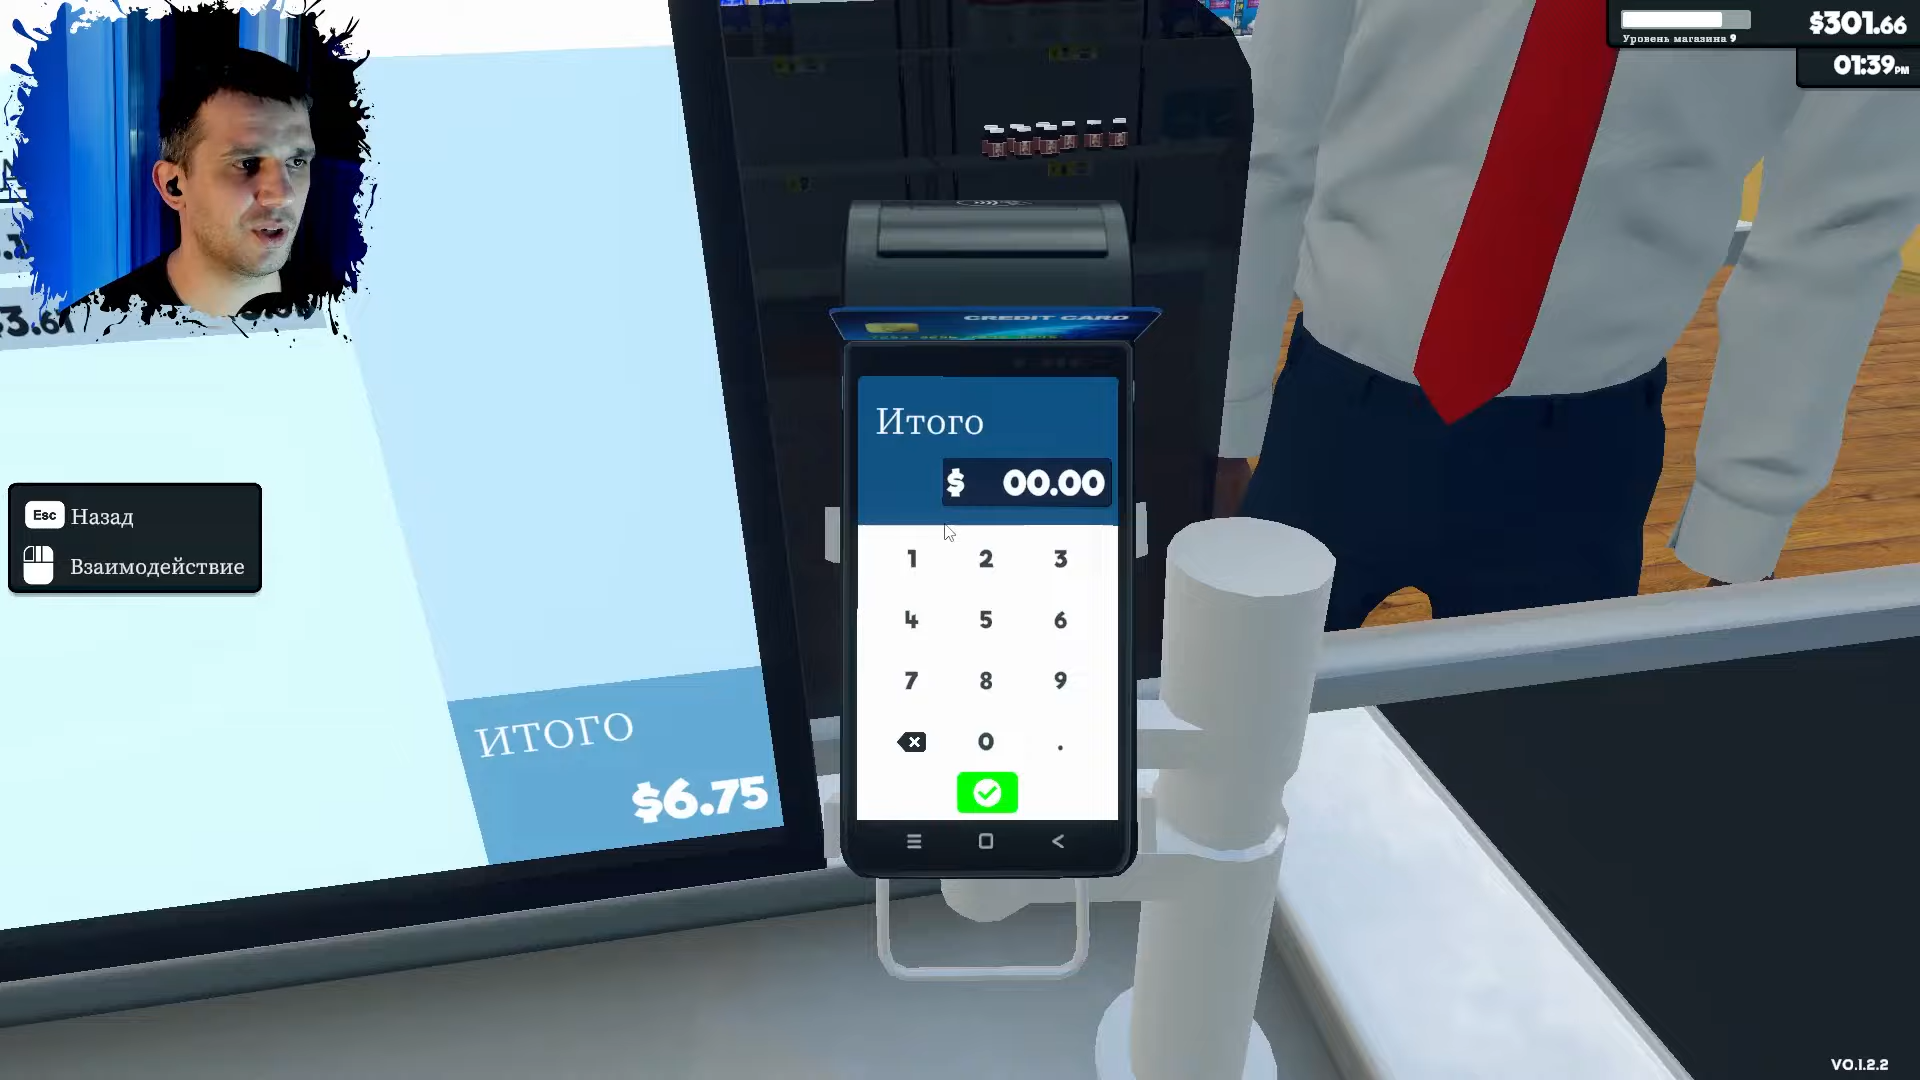 $301.66
Уровень магазина 9
01:39PM
CREDIT CARD
Итого
$ 00.00
1 2 3
4 5 6
7 8 9
0 .
Esc Назад
Взаимодействие
ИТОГО
$6.75
V0.1.2.2